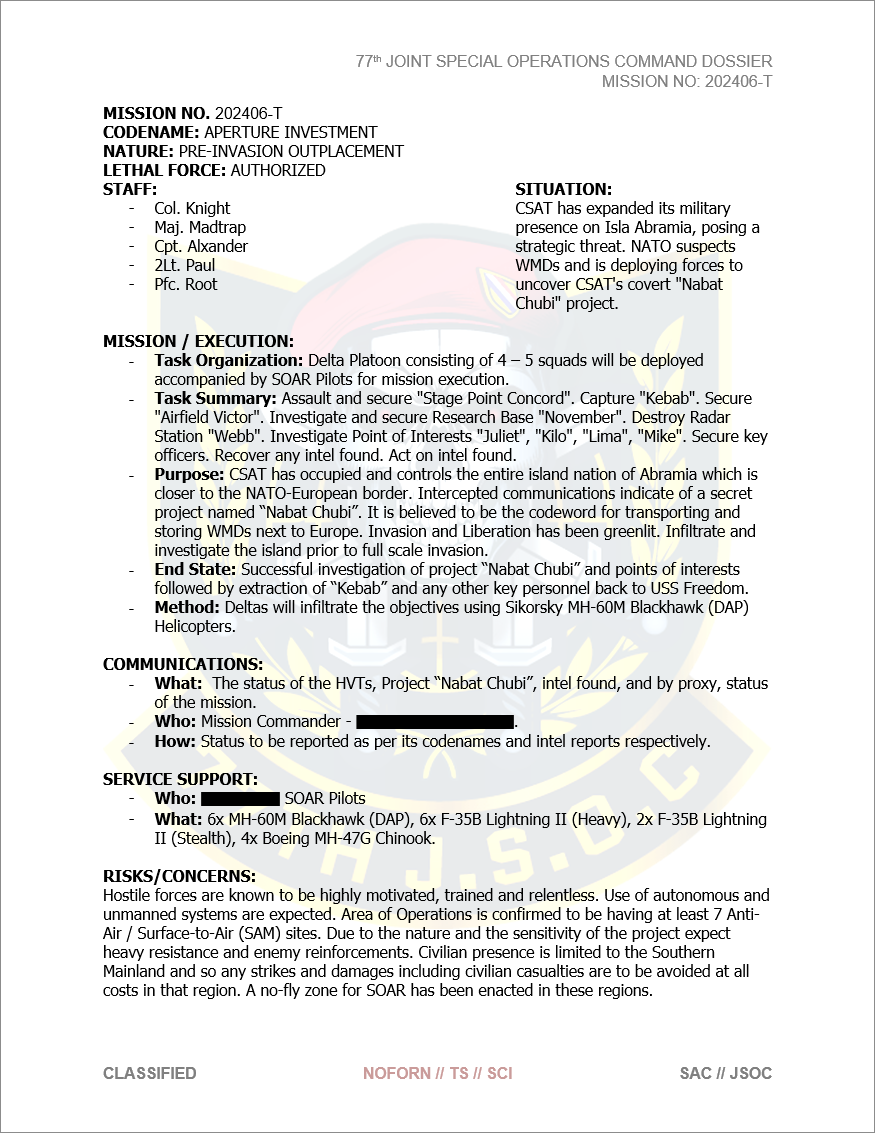 77th JOINT SPECIAL OPERATIONS COMMAND DOSSIER
MISSION NO: 202406-T
MISSION NO. 202406-T
CODENAME: APERTURE INVESTMENT
NATURE: PRE-INVASION OUTPLACEMENT
LETHAL FORCE: AUTHORIZED
STAFF:
- Col. Knight
- Maj. Madtrap
- Cpt. Alxander
- 2Lt. Paul
- Pfc. Root
SITUATION:
CSAT has expanded its military
presence on Isla Abramia, posing a
strategic threat. NATO suspects
WMDs and is deploying forces to
uncover CSAT's covert "Nabat
Chubi" project.
MISSION / EXECUTION:
- Task Organization: Delta Platoon consisting of 4 – 5 squads will be deployed
accompanied by SOAR Pilots for mission execution.
- Task Summary: Assault and secure "Stage Point Concord". Capture "Kebab". Secure
"Airfield Victor". Investigate and secure Research Base "November". Destroy Radar
Station "Webb". Investigate Point of Interests "Juliet", "Kilo", "Lima", "Mike". Secure key
officers. Recover any intel found. Act on intel found.
- Purpose: CSAT has occupied and controls the entire island nation of Abramia which is
closer to the NATO-European border. Intercepted communications indicate of a secret
project named “Nabat Chubi”. It is believed to be the codeword for transporting and
storing WMDs next to Europe. Invasion and Liberation has been greenlit. Infiltrate and
investigate the island prior to full scale invasion.
- End State: Successful investigation of project “Nabat Chubi” and points of interests
followed by extraction of “Kebab” and any other key personnel back to USS Freedom.
- Method: Deltas will infiltrate the objectives using Sikorsky MH-60M Blackhawk (DAP)
Helicopters.
COMMUNICATIONS:
- What: The status of the HVTs, Project “Nabat Chubi”, intel found, and by proxy, status
of the mission.
- Who: Mission Commander - .
- How: Status to be reported as per its codenames and intel reports respectively.
SERVICE SUPPORT:
- Who: SOAR Pilots
- What: 6x MH-60M Blackhawk (DAP), 6x F-35B Lightning II (Heavy), 2x F-35B Lightning
II (Stealth), 4x Boeing MH-47G Chinook.
RISKS/CONCERNS:
Hostile forces are known to be highly motivated, trained and relentless. Use of autonomous and
unmanned systems are expected. Area of Operations is confirmed to be having at least 7 Anti-
Air / Surface-to-Air (SAM) sites. Due to the nature and the sensitivity of the project expect
heavy resistance and enemy reinforcements. Civilian presence is limited to the Southern
Mainland and so any strikes and damages including civilian casualties are to be avoided at all
costs in that region. A no-fly zone for SOAR has been enacted in these regions.
77TH J.S.O.C
CLASSIFIED
NOFORN // TS // SCI
SAC // JSOC